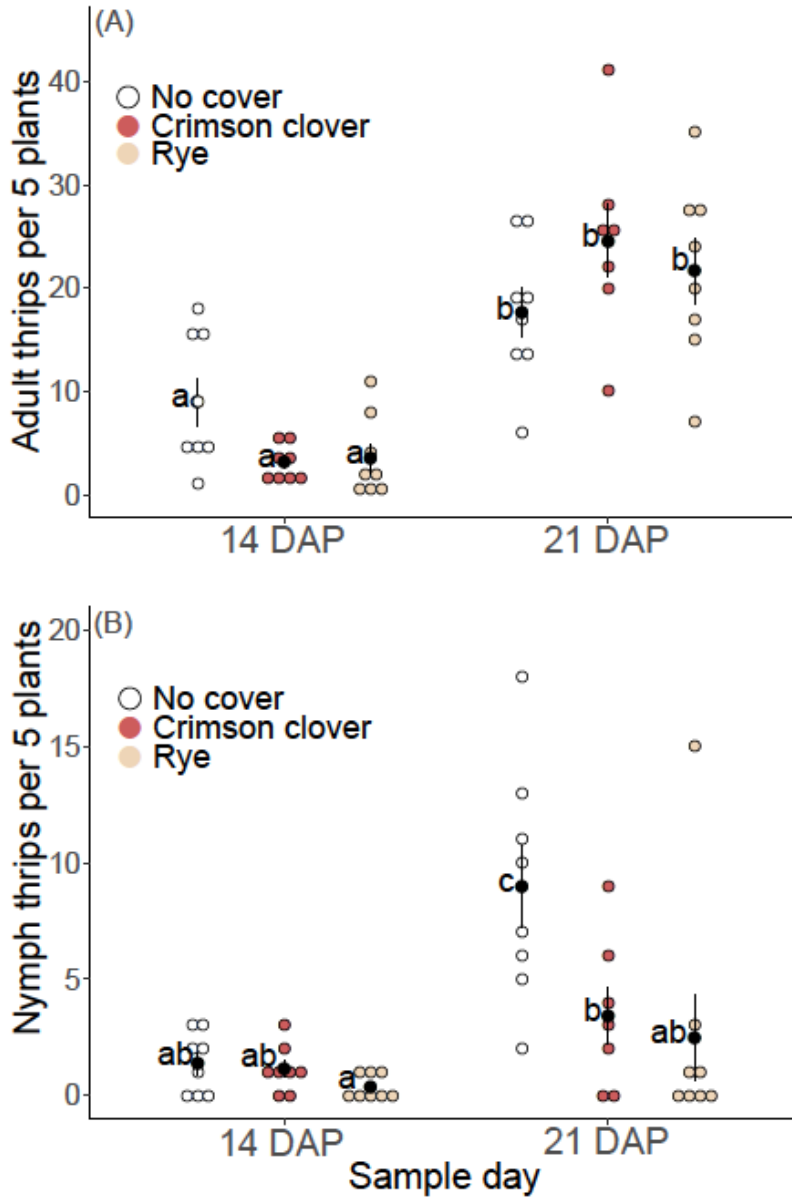 (A)
Adult thrips per 5 plants
40
30
20
10
0
No cover
Crimson clover
Rye
a
a
a
b
b
b
14 DAP
21 DAP
(B)
Nymph thrips per 5 plants
20
15
10
5
0
No cover
Crimson clover
Rye
ab
ab
a
c
b
ab
14 DAP
21 DAP
Sample day